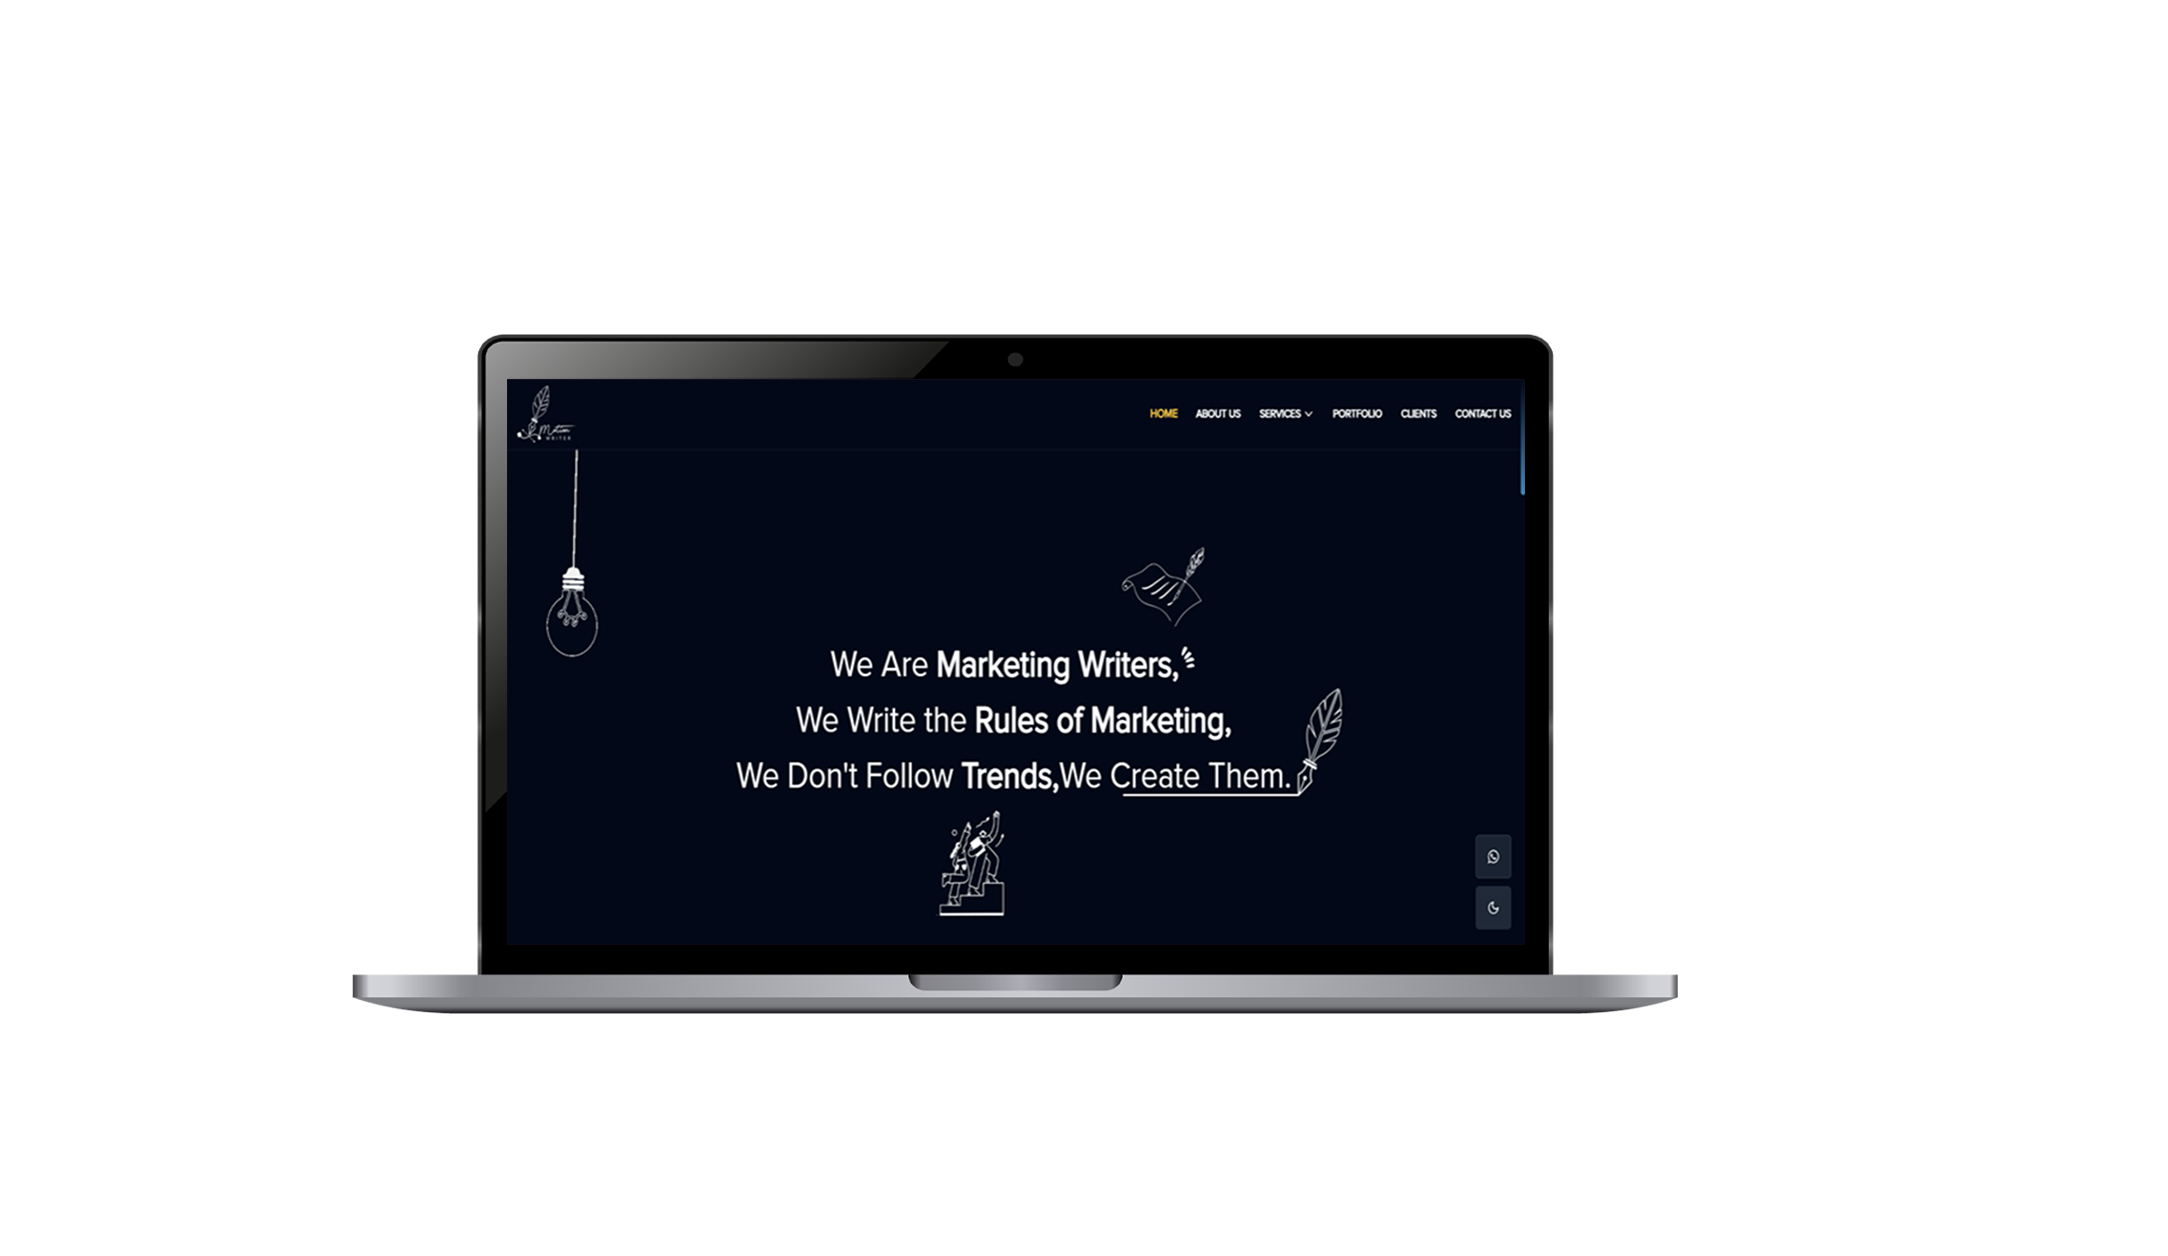 Motion
WRITER
HOME ABOUT US SERVICES PORTFOLIO CLIENTS CONTACT US
We Are Marketing Writers,
We Write the Rules of Marketing,
We Don't Follow Trends,We Create Them.